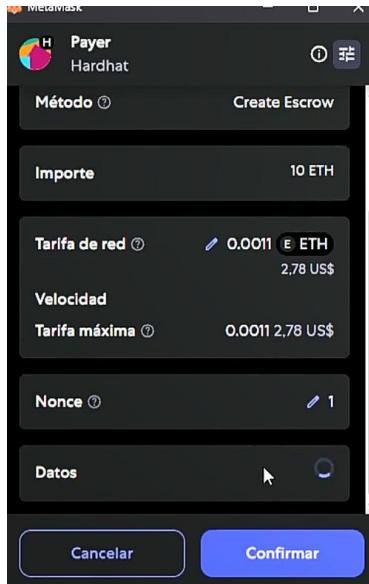 MetaMask
H
Payer
Hardhat
Método
Create Escrow
Importe
10 ETH
Tarifa de red
0.0011 E ETH
2,78 US$
Velocidad
Tarifa máxima
0.0011 2,78 US$
Nonce
1
Datos
Cancelar
Confirmar